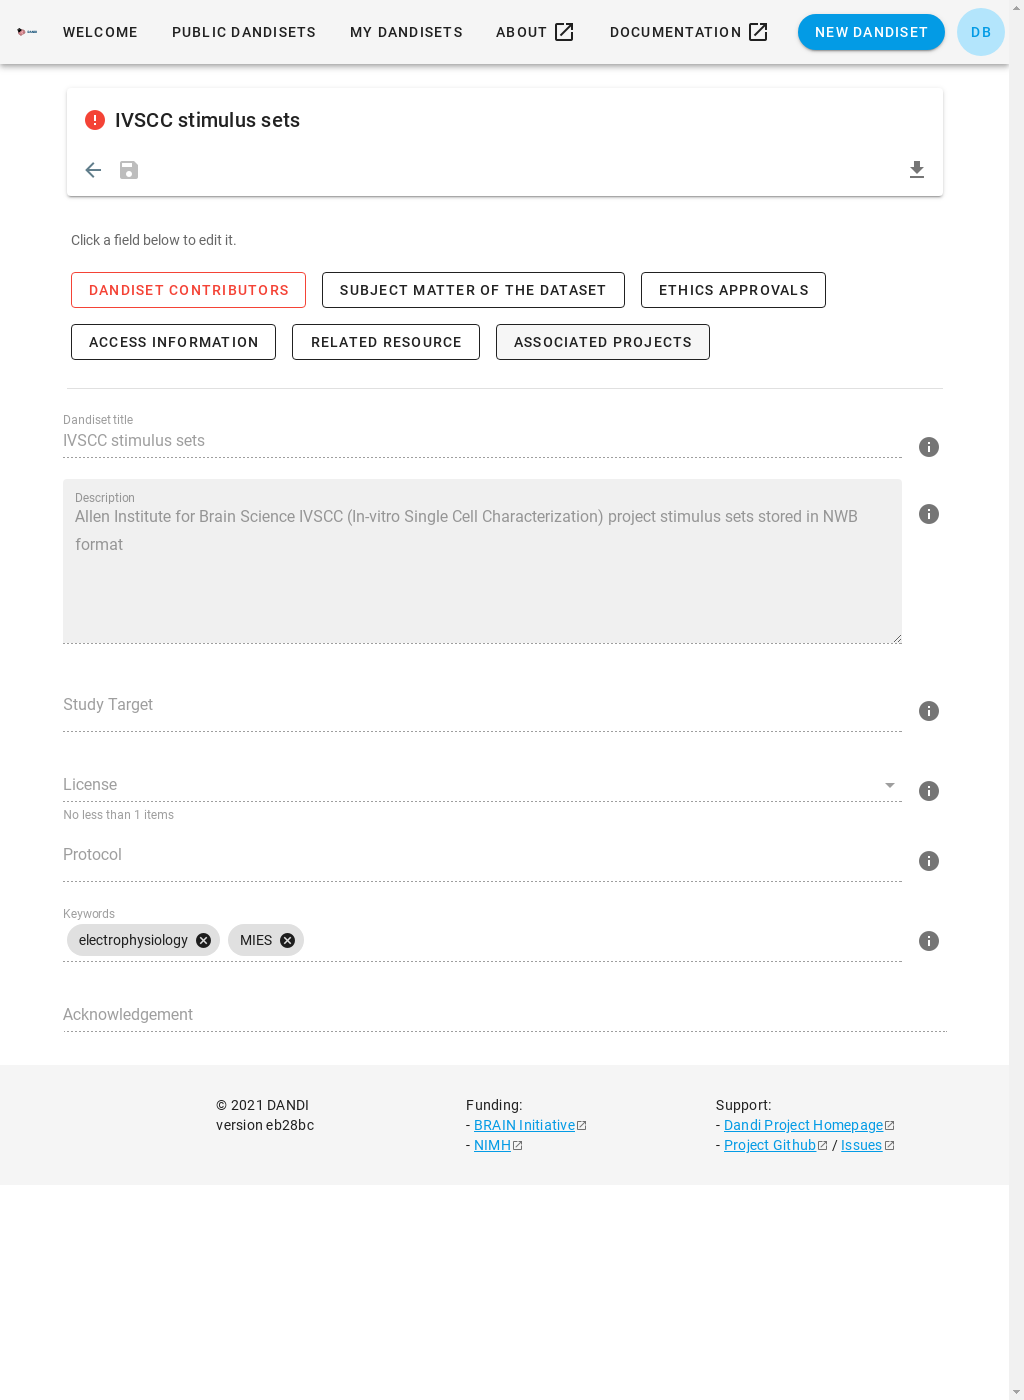 WELCOME PUBLIC DANDISETS MY DANDISETS ABOUT DOCUMENTATION NEW DANDISET DB
IVSCC stimulus sets
Click a field below to edit it.
DANDISET CONTRIBUTORS SUBJECT MATTER OF THE DATASET ETHICS APPROVALS
ACCESS INFORMATION RELATED RESOURCE ASSOCIATED PROJECTS
Dandiset title
IVSCC stimulus sets
Description
Allen Institute for Brain Science IVSCC (In-vitro Single Cell Characterization) project stimulus sets stored in NWB
format
Study Target
License
No less than 1 items
Protocol
Keywords
electrophysiology MIES
Acknowledgement
© 2021 DANDI
version eb28bc
Funding:
- BRAIN Initiative
- NIMH
Support:
- Dandi Project Homepage
- Project Github / Issues